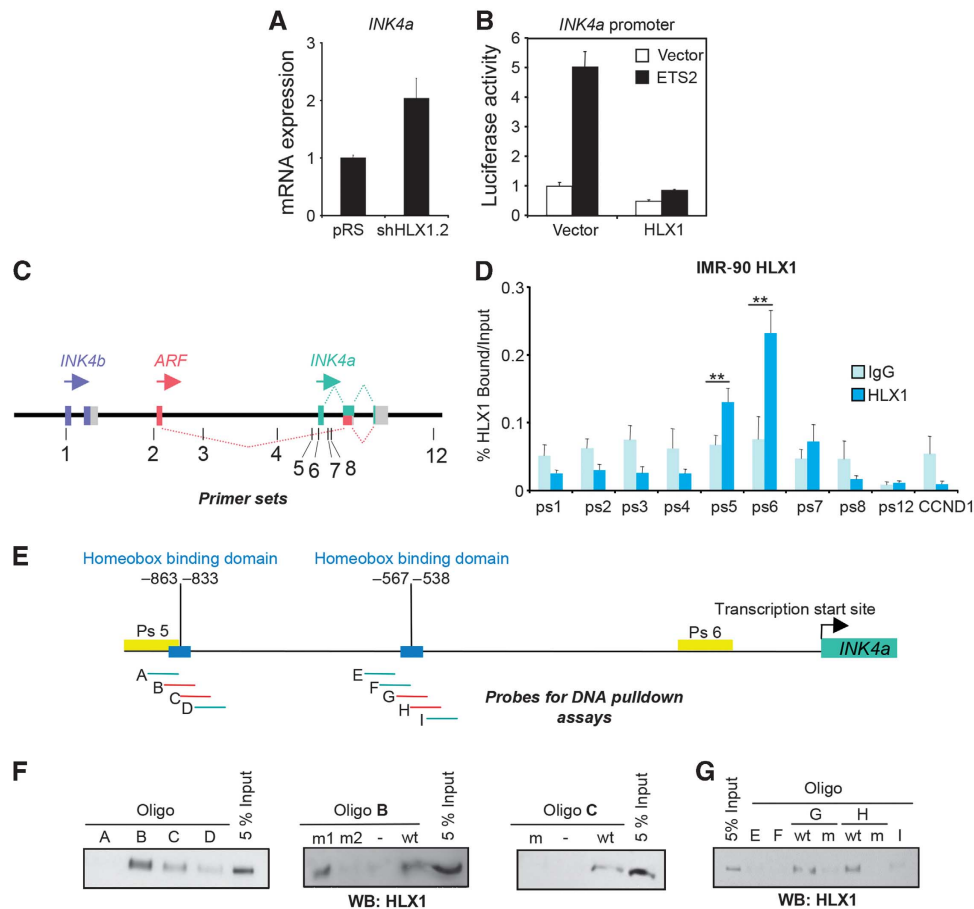 A
INK4a
mRNA expression
3
2
1
0
pRS shHLX1.2
B
INK4a promoter
Luciferase activity
6
5
4
3
2
1
0
Vector
ETS2
Vector HLX1
C
INK4b ARF INK4a
1 2 3 4 5 6 7 8 12
Primer sets
D
IMR-90 HLX1
% HLX1 Bound/Input
0.3
0.2
0.1
0
** **
IgG
HLX1
ps1 ps2 ps3 ps4 ps5 ps6 ps7 ps8 ps12 CCND1
E
Homeobox binding domain Homeobox binding domain
–863 –833 –567 –538
Transcription start site
Ps 5 Ps 6
INK4a
A
B
C
D
E
F
G
H
I
Probes for DNA pulldown
assays
F
Oligo
A B C D 5 % Input
Oligo B
m1 m2 - wt 5 % Input
WB: HLX1
Oligo C
m - wt 5 % Input
G
Oligo
G H
5% Input E F wt m wt m I
WB: HLX1